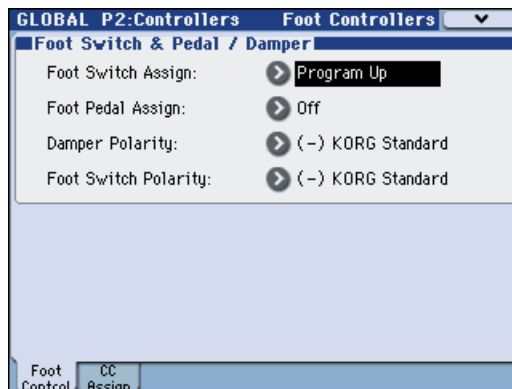 GLOBAL P2:Controllers Foot Controllers
Foot Switch & Pedal / Damper
Foot Switch Assign: Program Up
Foot Pedal Assign: Off
Damper Polarity: (-) KORG Standard
Foot Switch Polarity: (-) KORG Standard
Foot Control CC Assign